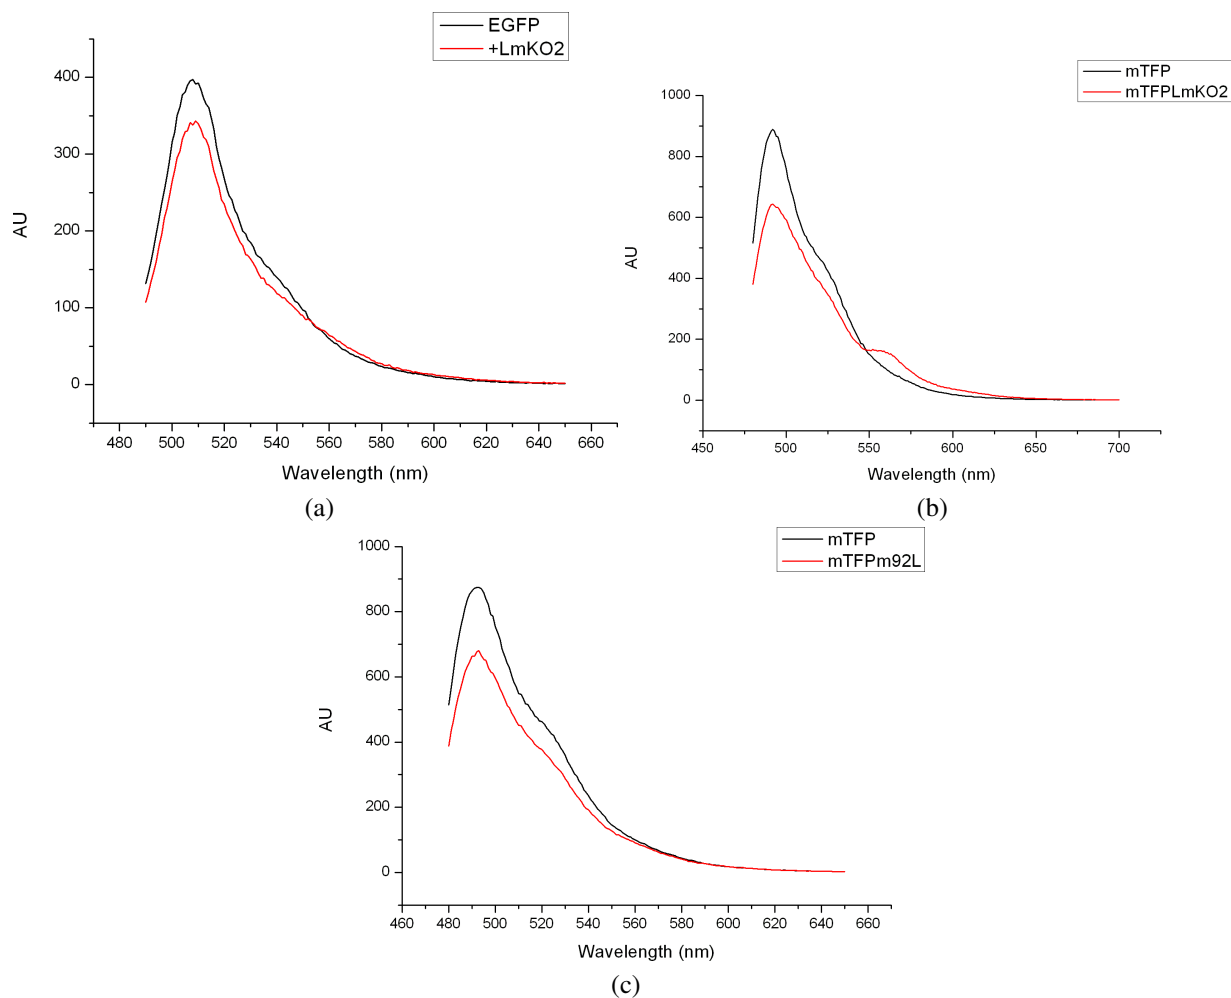 EGFP
+LmKO2
400
300
200
100
0
AU
480 500 520 540 560 580 600 620 640 660
Wavelength (nm)
(a)
mTFP
mTFPLmKO2
1000
800
600
400
200
0
AU
450 500 550 600 650 700
Wavelength (nm)
(b)
mTFP
mTFPm92L
1000
800
600
400
200
0
AU
460 480 500 520 540 560 580 600 620 640 660
Wavelength (nm)
(c)